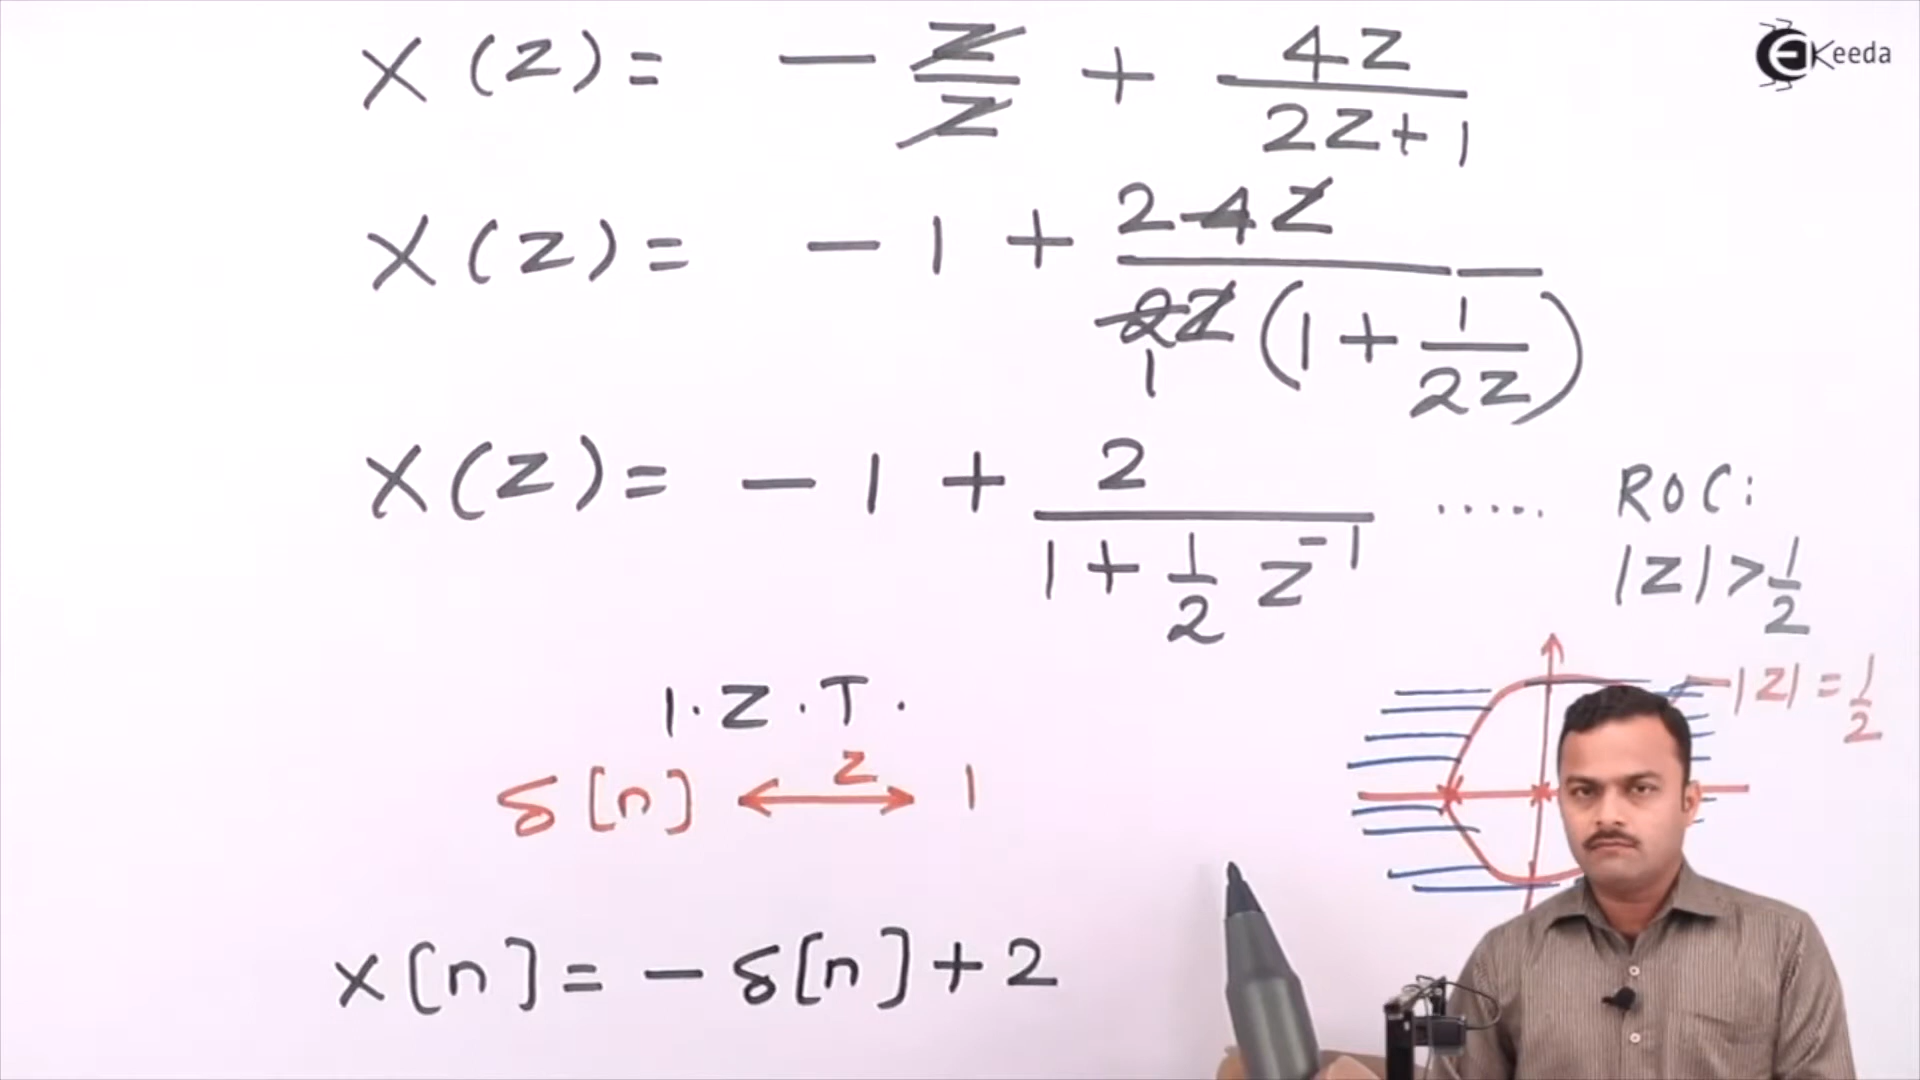 Keeda
X(Z) = - Z/Z + 4Z/(2Z+1)
X(Z) = - 1 + 2 4Z/(2Z 1 (1 + 1/2Z))
X(Z) = - 1 + 2/(1 + 1/2 Z^-1) ..... ROC: |Z| > 1/2
|Z| = 1/2
I.Z.T.
δ[n] ⟷ Z 1
x[n] = - δ[n] + 2